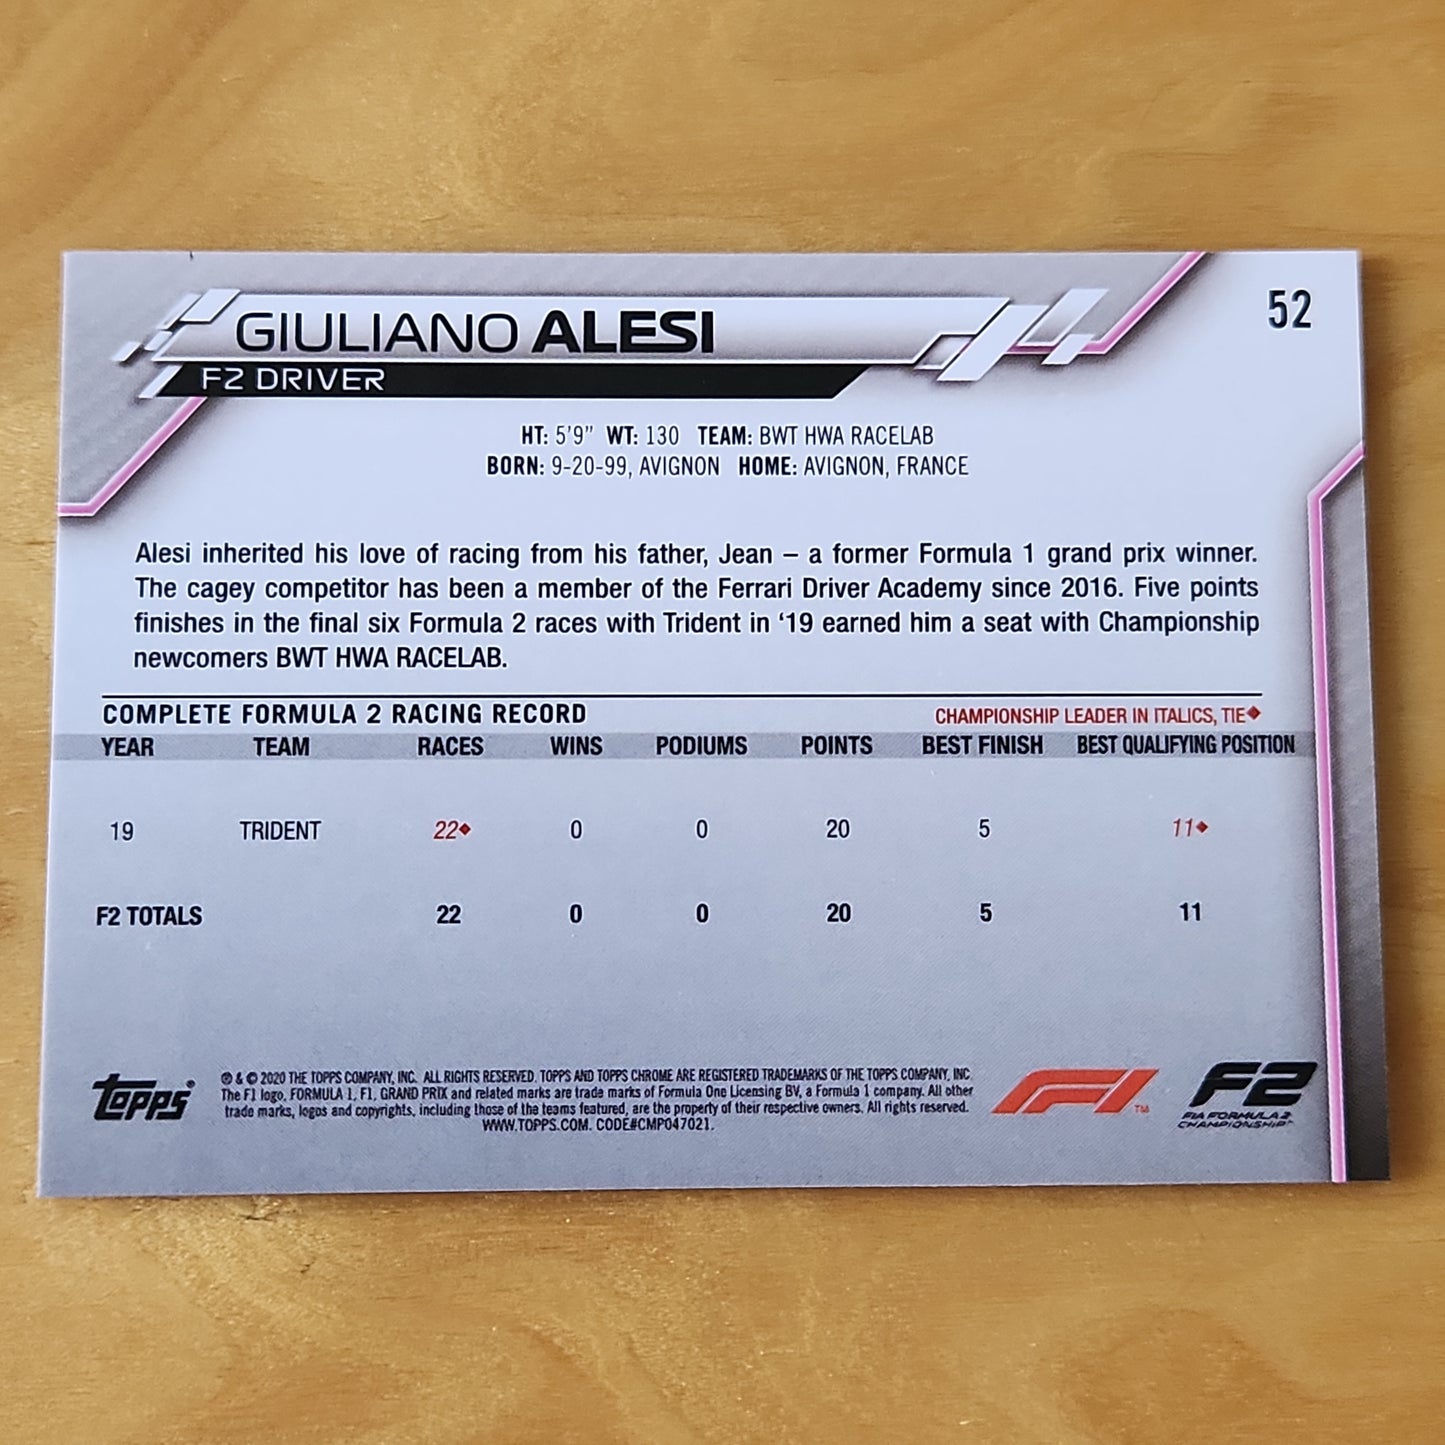 52
GIULIANO ALESI
F2 DRIVER
HT: 5'9" WT: 130 TEAM: BWT HWA RACELAB
BORN: 9-20-99, AVIGNON HOME: AVIGNON, FRANCE
Alesi inherited his love of racing from his father, Jean – a former Formula 1 grand prix winner.
The cagey competitor has been a member of the Ferrari Driver Academy since 2016. Five points
finishes in the final six Formula 2 races with Trident in ‘19 earned him a seat with Championship
newcomers BWT HWA RACELAB.
COMPLETE FORMULA 2 RACING RECORD CHAMPIONSHIP LEADER IN ITALICS, TIE◆
YEAR TEAM RACES WINS PODIUMS POINTS BEST FINISH BEST QUALIFYING POSITION
19 TRIDENT 22◆ 0 0 20 5 11◆
F2 TOTALS 22 0 0 20 5 11
Topps®
® & © 2020 THE TOPPS COMPANY, INC. ALL RIGHTS RESERVED. TOPPS AND TOPPS CHROME ARE REGISTERED TRADEMARKS OF THE TOPPS COMPANY, INC.
The F1 logo, FORMULA 1, F1, GRAND PRIX and related marks are trade marks of Formula One Licensing BV, a Formula 1 company. All other
trade marks, logos and copyrights, including those of the teams featured, are the property of their respective owners. All rights reserved.
WWW.TOPPS.COM. CODE#CMP047021.
F1™
F2
FIA FORMULA 2
CHAMPIONSHIP™